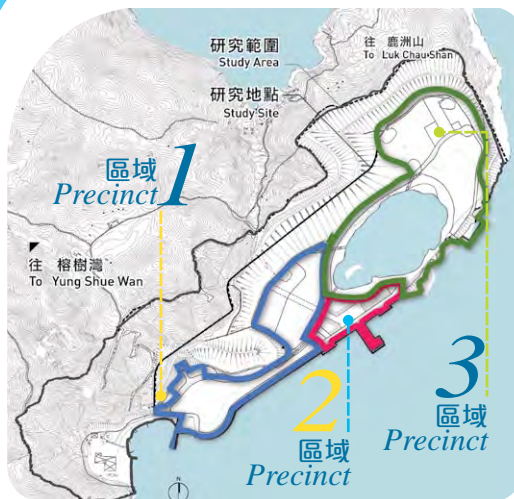 研究範圍
Study Area
研究地點
Study Site
往 鹿洲山
To Luk Chau Shan
區域
Precinct 1
往 榕樹灣
To Yung Shue Wan
2
區域
Precinct
3
區域
Precinct
N